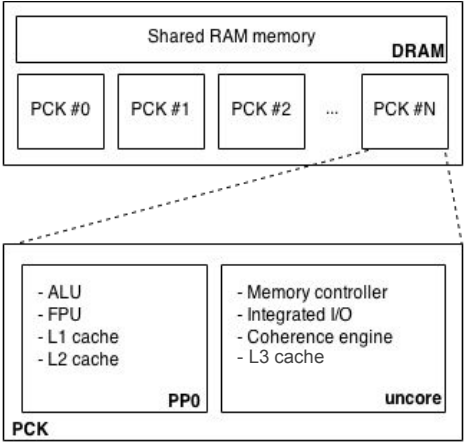 Shared RAM memory
DRAM
PCK #0 PCK #1 PCK #2 ... PCK #N
- ALU
- FPU
- L1 cache
- L2 cache
PP0
- Memory controller
- Integrated I/O
- Coherence engine
- L3 cache
uncore
PCK